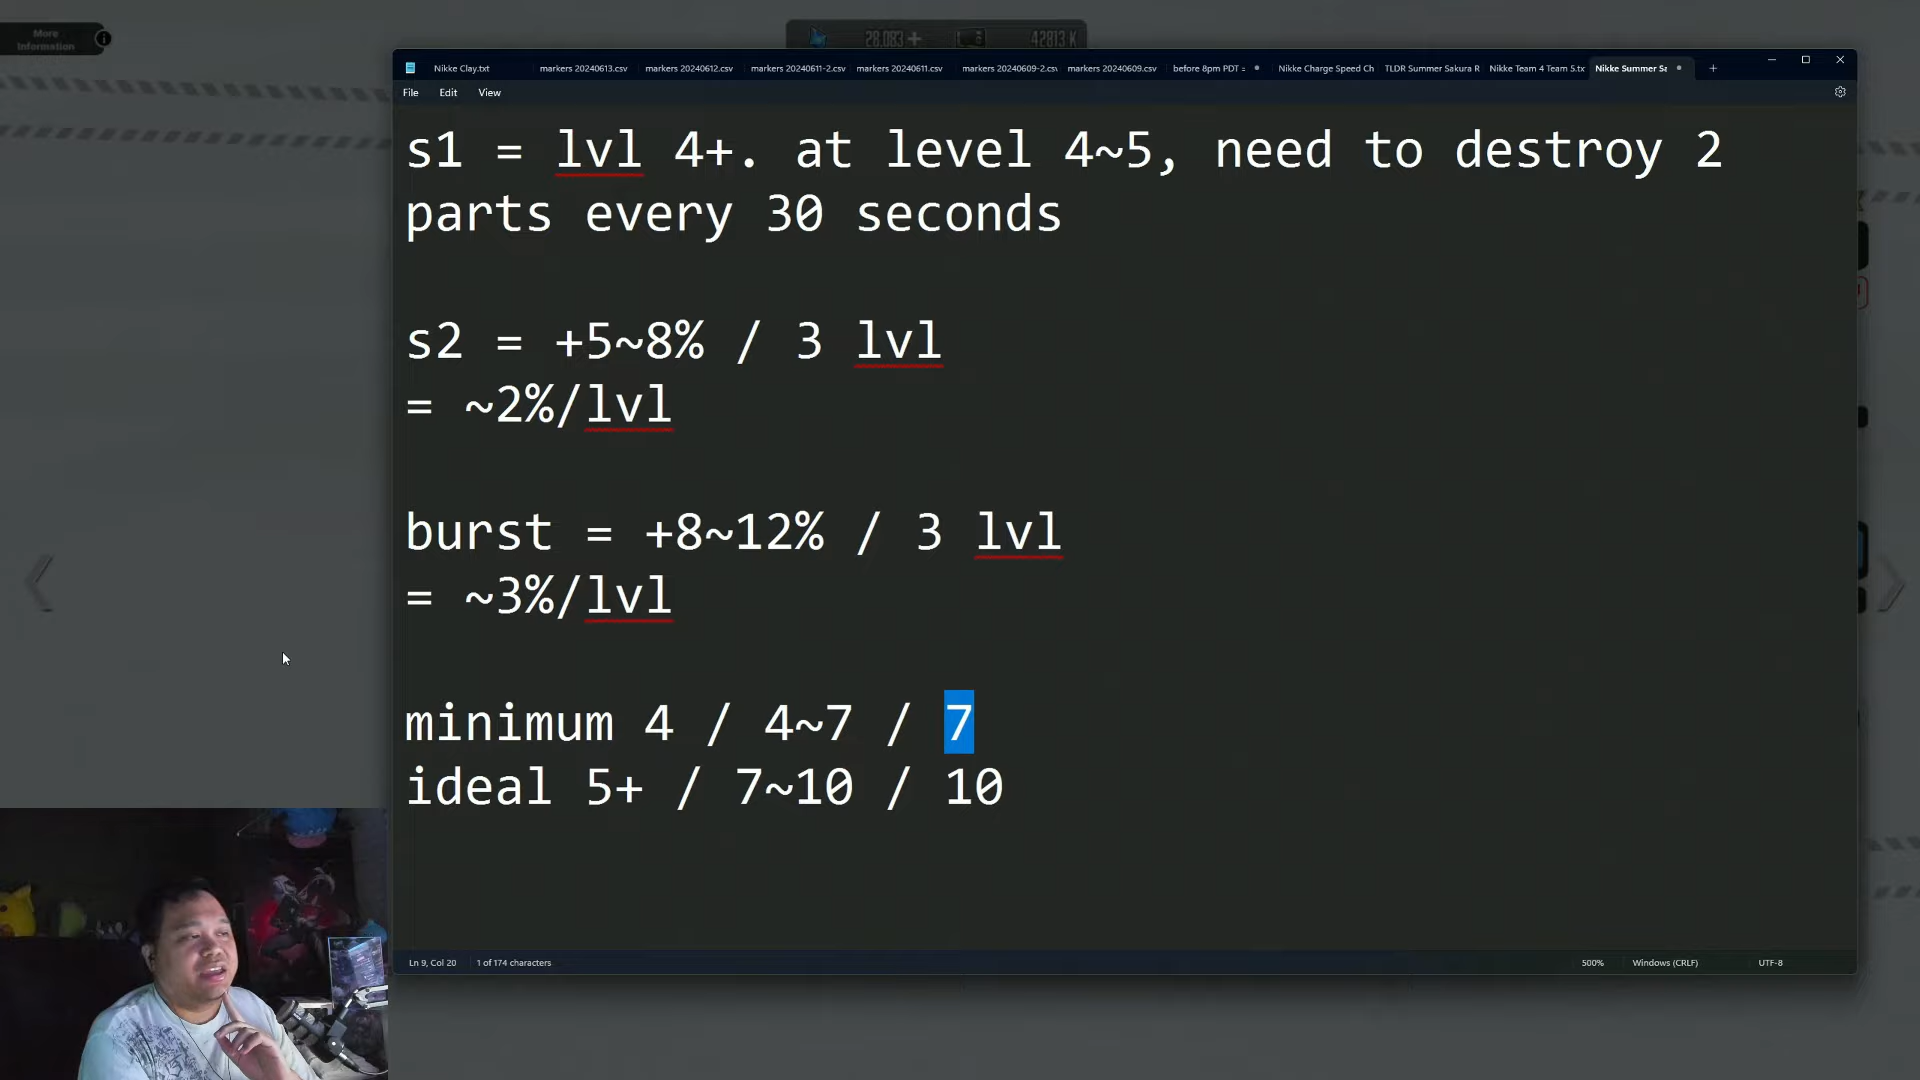 More
Information
28,083
42813 K
Nikke Clay.txt
markers 20240613.csv
markers 20240612.csv
markers 20240611-2.csv
markers 20240611.csv
markers 20240609-2.csv
markers 20240609.csv
before 8pm PDT =
Nikke Charge Speed Ch
TLDR Summer Sakura R
Nikke Team 4 Team 5.tx
Nikke Summer Sa
File Edit View
s1 = lvl 4+. at level 4~5, need to destroy 2
parts every 30 seconds
s2 = +5~8% / 3 lvl
= ~2%/lvl
burst = +8~12% / 3 lvl
= ~3%/lvl
minimum 4 / 4~7 / 7
ideal 5+ / 7~10 / 10
Ln 9, Col 20
1 of 174 characters
500%
Windows (CRLF)
UTF-8